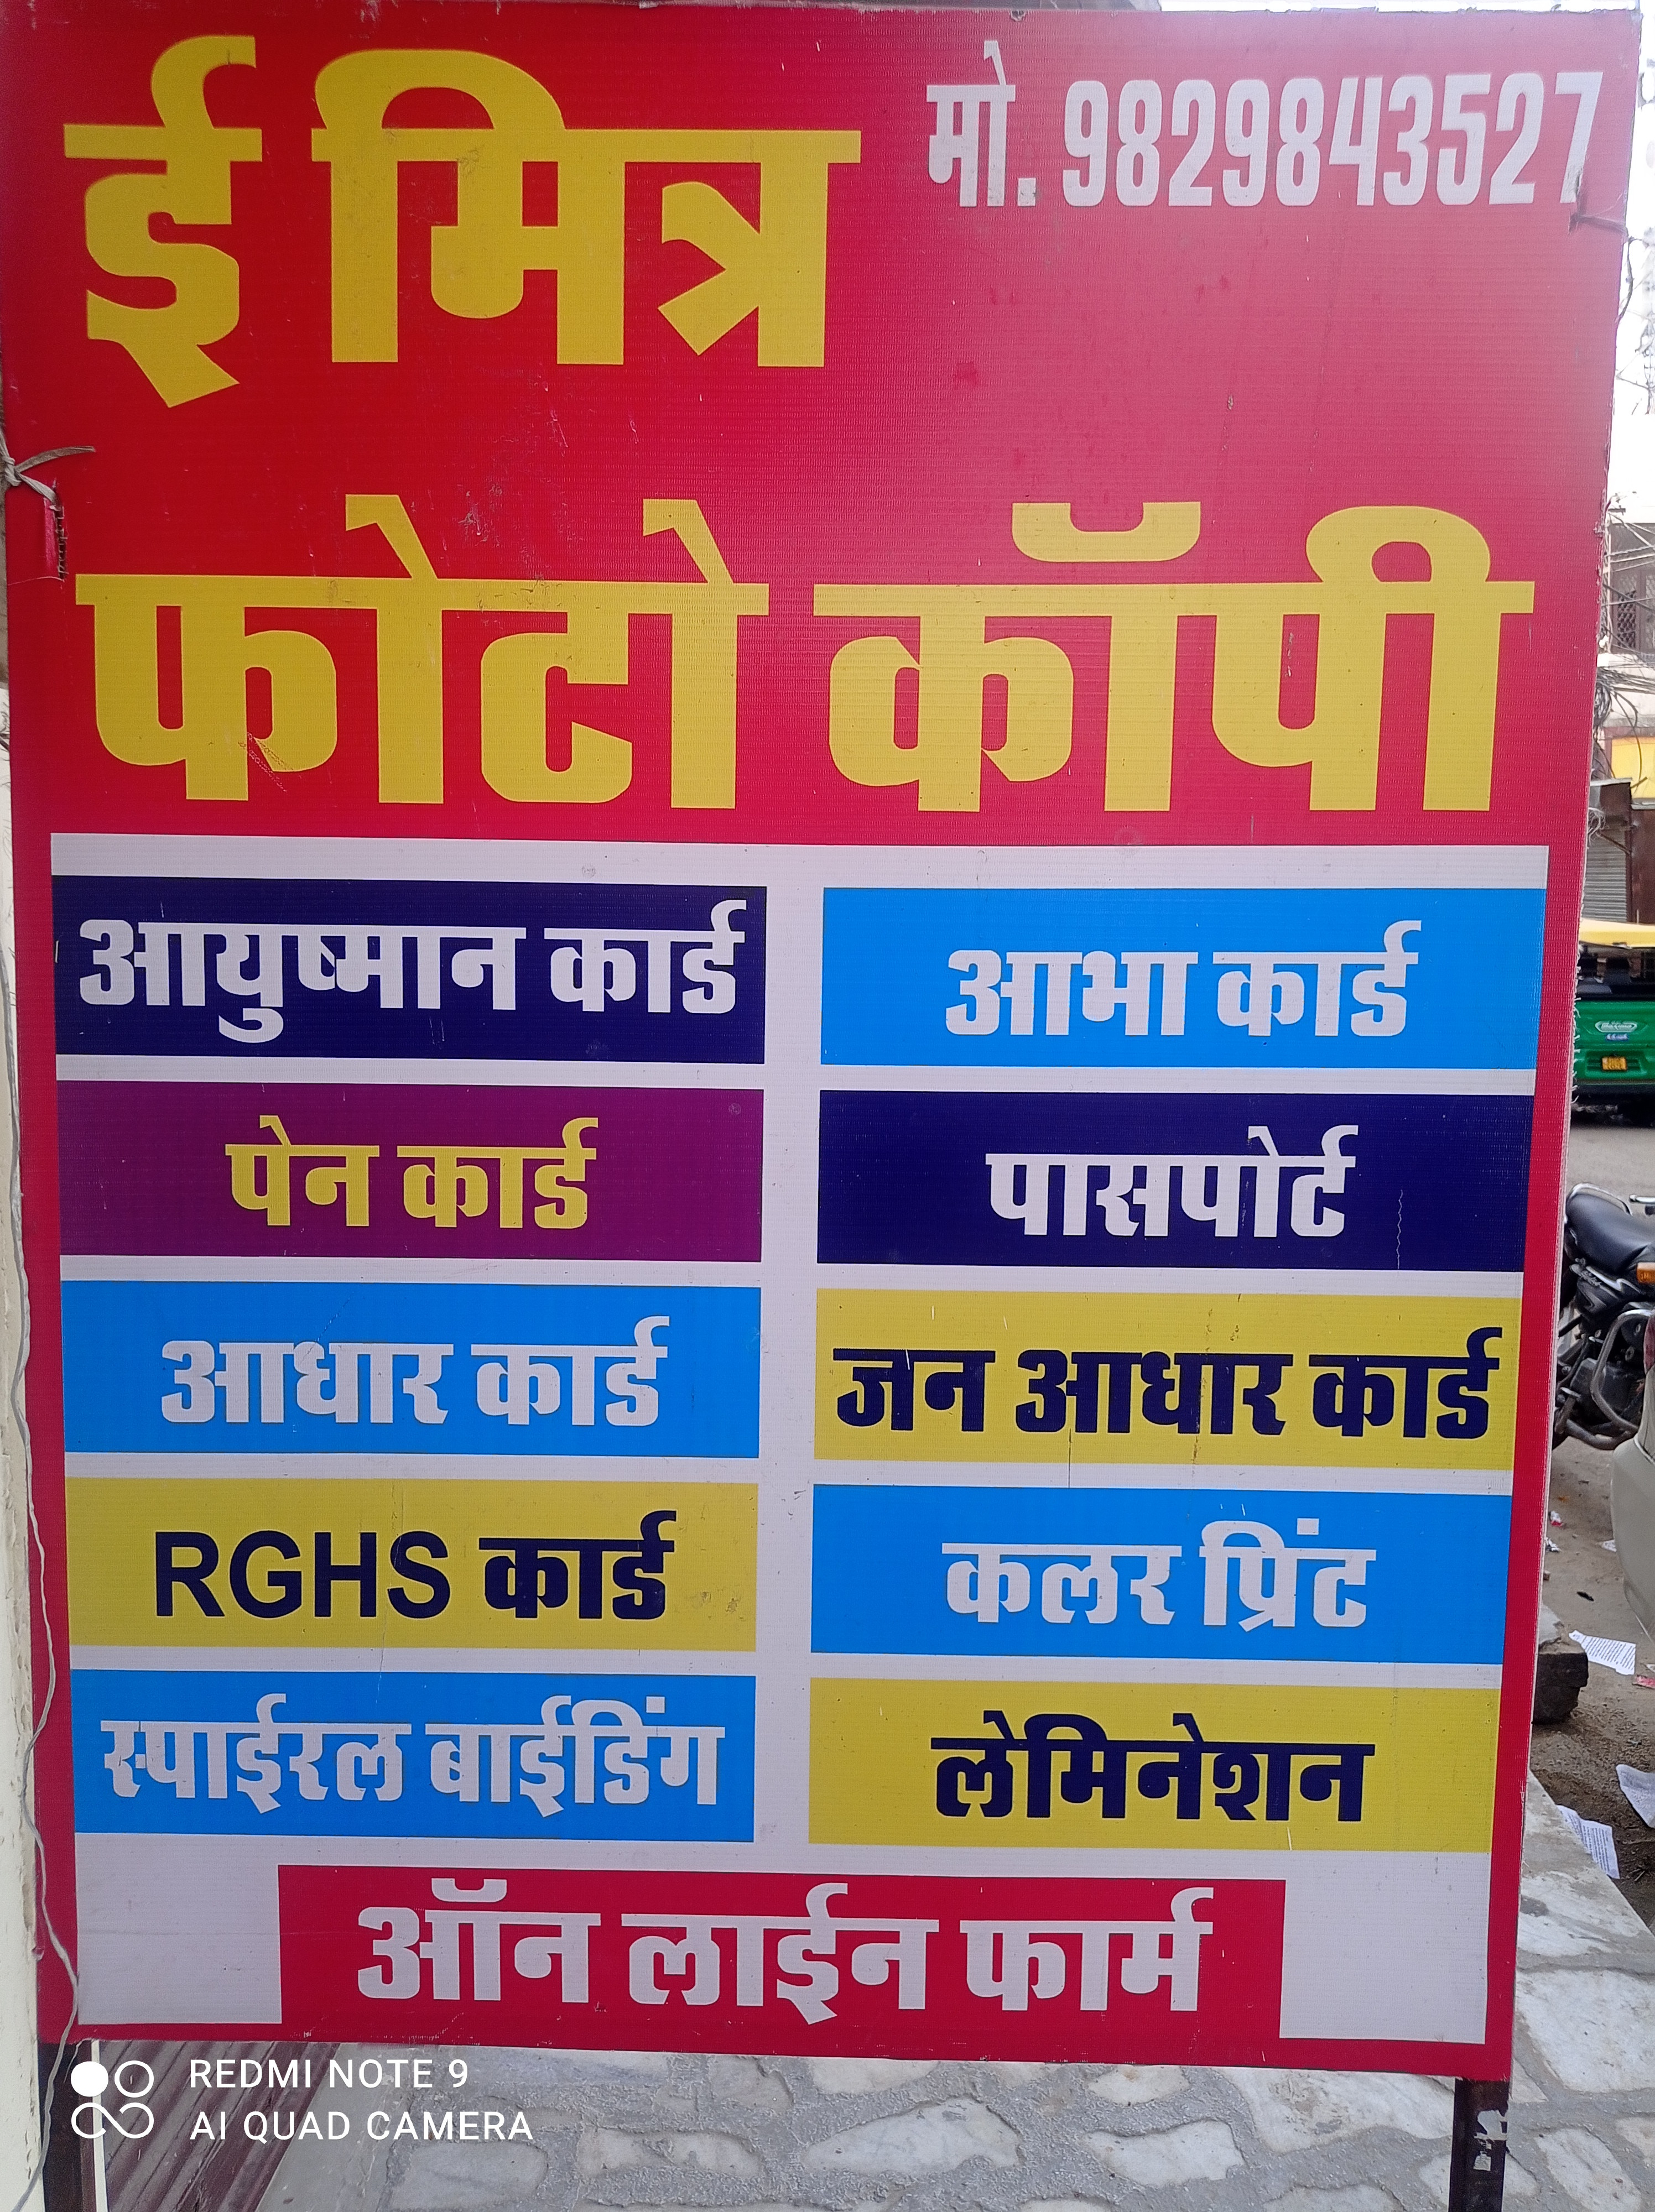 ई मित्र
मो. 9829843527
फोटो कॉपी
आयुष्मान कार्ड
आभा कार्ड
पेन कार्ड
पासपोर्ट
आधार कार्ड
जन आधार कार्ड
RGHS कार्ड
कलर प्रिंट
स्पाईरल बाईडिंग
लेमिनेशन
ऑन लाईन फार्म
REDMI NOTE 9
AI QUAD CAMERA